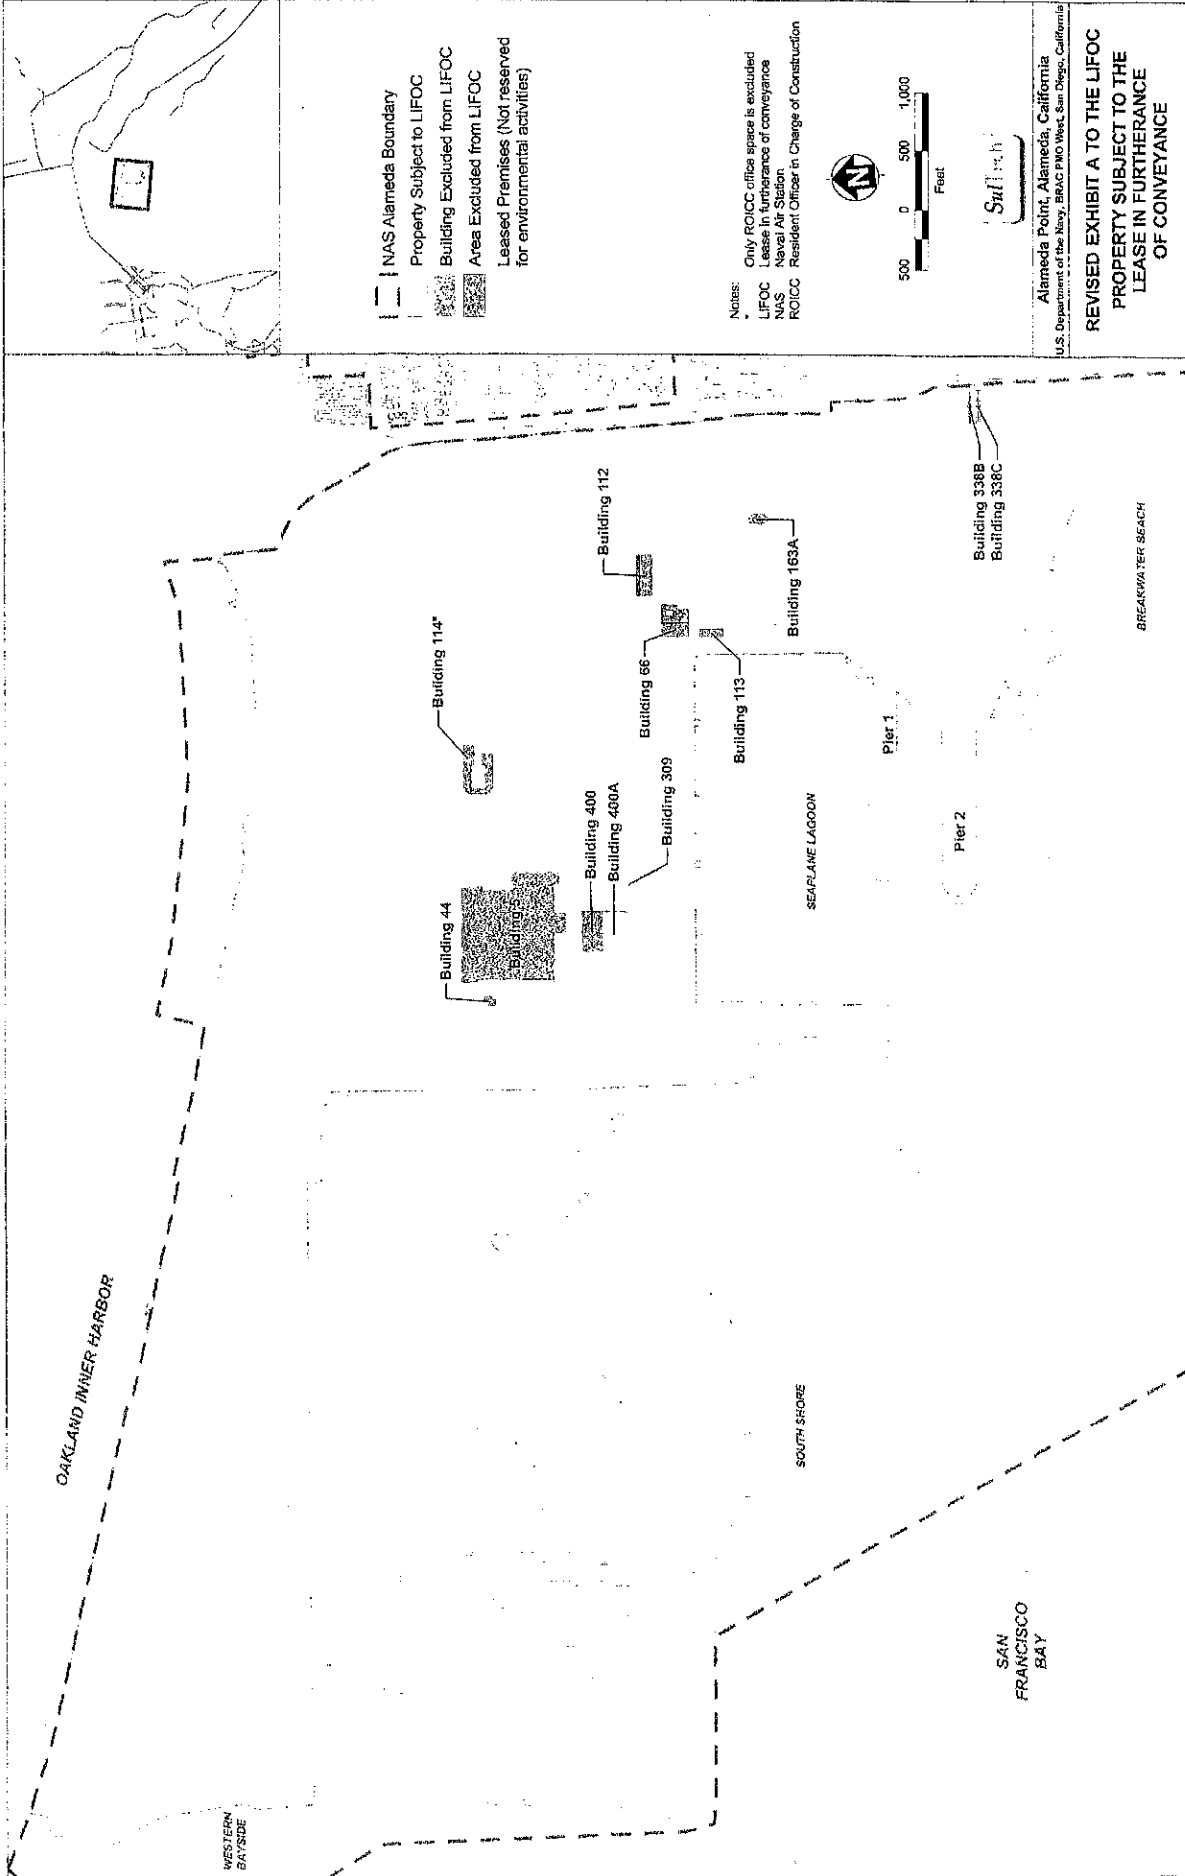 OAKLAND INNER HARBOR
WESTERN
BAYSIDE
SAN
FRANCISCO
BAY
SOUTH SHORE
Building 44
Building 5
Building 114*
Building 400
Building 400A
Building 309
Building 112
Building 66
Building 113
Building 163A
SEAPLANE LAGOON
Pier 1
Pier 2
Building 338B
Building 338C
BREAKWATER BEACH
NAS Alameda Boundary
Property Subject to LIFOC
Building Excluded from LIFOC
Area Excluded from LIFOC
Leased Premises (Not reserved
for environmental activities)
Notes:
* Only ROICC office space is excluded
LIFOC Lease in furtherance of conveyance
NAS Naval Air Station
ROICC Resident Officer in Charge of Construction
N
500 0 500 1,000
Feet
SulTech
Alameda Point, Alameda, California
U.S. Department of the Navy, BRAC PMO West, San Diego, California
REVISED EXHIBIT A TO THE LIFOC
PROPERTY SUBJECT TO THE
LEASE IN FURTHERANCE
OF CONVEYANCE